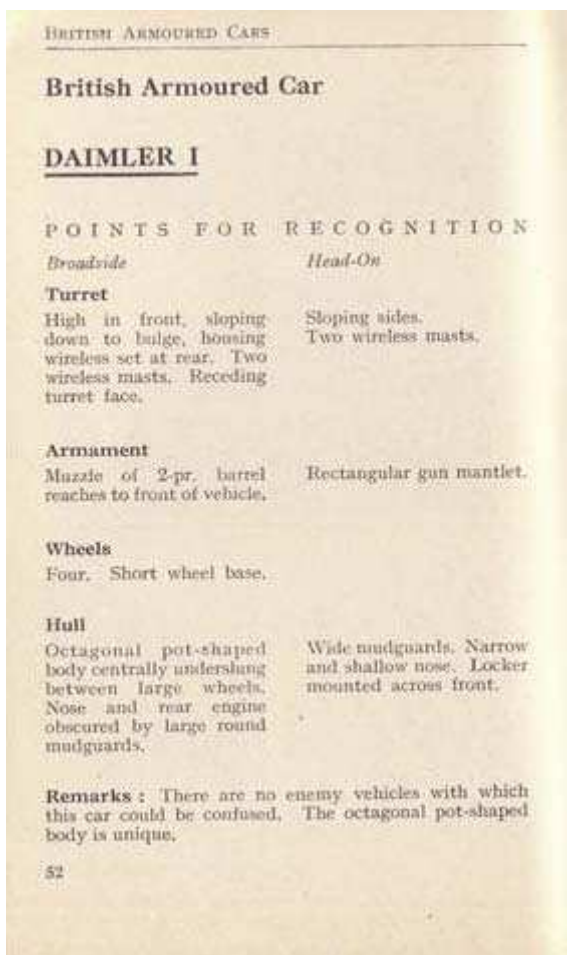 BRITISH ARMOURED CARS
British Armoured Car
DAIMLER I
POINTS FOR RECOGNITION
Broadside
Head-On
Turret
High in front, sloping
down to bulge, housing
wireless set at rear. Two
wireless masts. Receding
turret face.
Sloping sides.
Two wireless masts.
Armament
Muzzle of 2-pr. barrel
reaches to front of vehicle.
Rectangular gun mantlet.
Wheels
Four. Short wheel base.
Hull
Octagonal pot-shaped
body centrally underslung
between large wheels.
Nose and rear engine
obscured by large round
mudguards.
Wide mudguards. Narrow
and shallow nose. Locker
mounted across front.
Remarks : There are no enemy vehicles with which
this car could be confused. The octagonal pot-shaped
body is unique.
52